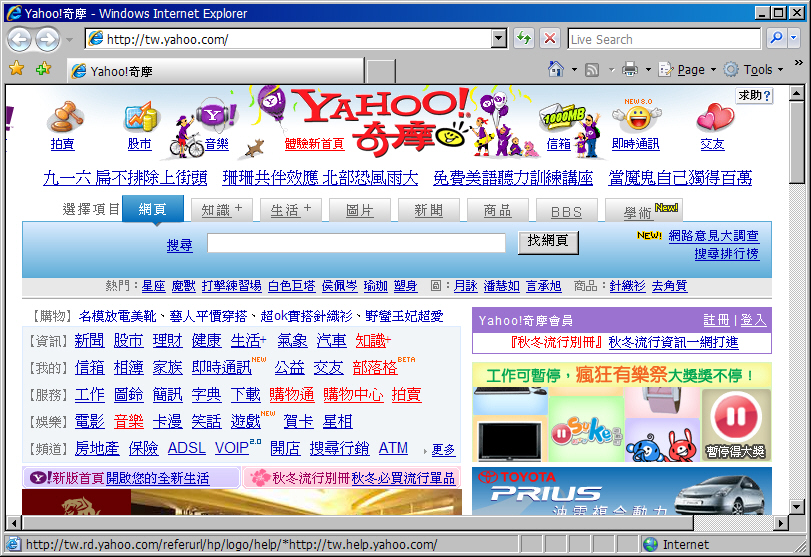 Yahoo!奇摩 - Windows Internet Explorer
http://tw.yahoo.com/
Live Search
Yahoo!奇摩
Page
Tools
求助?
YAHOO!
奇摩
1000MB
NEW 8.0
拍賣 股市 音樂 體驗新首頁 信箱 即時通訊 交友
九一六 扁不排除上街頭 珊珊共伴效應 北部恐風雨大 免費美語聽力訓練講座 當魔鬼自己獨得百萬
選擇項目 網頁 知識+ 生活+ 圖片 新聞 商品 BBS 學術 New!
搜尋 找網頁 NEW! 網路意見大調查
搜尋排行榜
熱門：星座 魔獸 打擊練習場 白色巨塔 侯佩岑 瑜珈 塑身 圖：月詠 潘慧如 言承旭 商品：針織衫 去角質
【購物】名模放電美靴、藝人平價穿搭、超ok實搭針織衫、野蠻王妃超愛
【資訊】新聞 股市 理財 健康 生活+ 氣象 汽車 知識+
【我的】信箱 相簿 家族 即時通訊NEW 公益 交友 部落格BETA
【服務】工作 圖鈴 簡訊 字典 下載 購物通 購物中心 拍賣
【娛樂】電影 音樂 卡漫 笑話 遊戲NEW 賀卡 星相
【頻道】房地產 保險 ADSL VOIP2.0 開店 搜尋行銷 ATM 更多
Y!新版首頁開啟您的全新生活 秋冬流行別冊秋冬必買流行單品
Yahoo!奇摩會員 註冊 | 登入
『秋冬流行別冊』秋冬流行資訊一網打進
工作可暫停，瘋狂有樂祭大獎獎不停！
Suke
暫停得大獎
TOYOTA
PRIUS
油電複合動力
http://tw.rd.yahoo.com/referurl/hp/logo/help/*http://tw.help.yahoo.com/
Internet